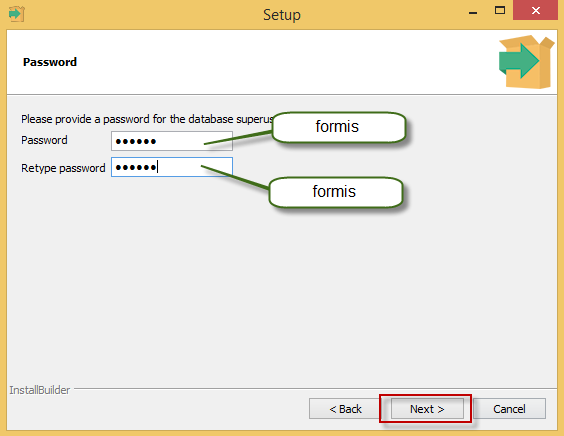 Setup
Password
Please provide a password for the database superus
Password ●●●●●●
formis
Retype password ●●●●●●
formis
InstallBuilder
< Back Next > Cancel